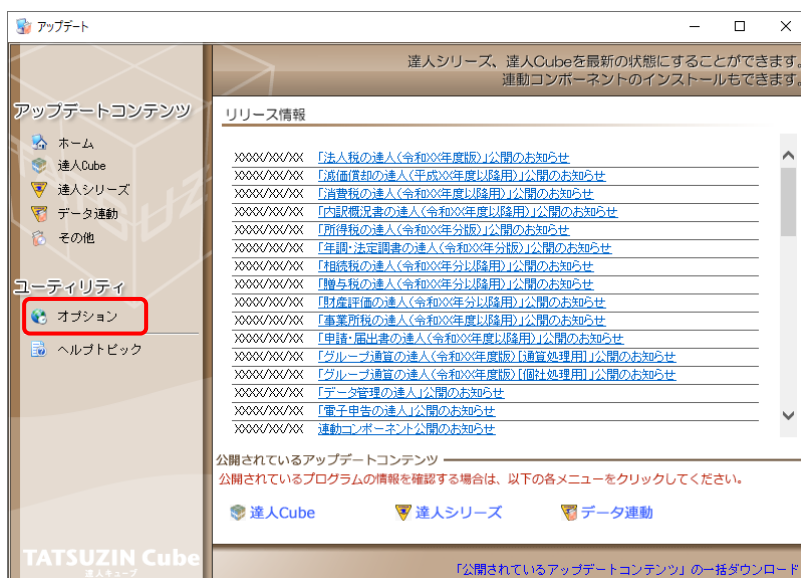 アップデート
達人シリーズ、達人Cubeを最新の状態にすることができます。
連動コンポーネントのインストールもできます。
アップデートコンテンツ
ホーム
達人Cube
達人シリーズ
データ連動
その他
ユーティリティ
オプション
ヘルプトピック
リリース情報
XXXX/XX/XX 「法人税の達人(令和XX年度版)」公開のお知らせ
XXXX/XX/XX 「減価償却の達人(平成XX年度以降用)」公開のお知らせ
XXXX/XX/XX 「消費税の達人(令和XX年度以降用)」公開のお知らせ
XXXX/XX/XX 「内訳概況書の達人(令和XX年度以降用)」公開のお知らせ
XXXX/XX/XX 「所得税の達人(令和XX年分版)」公開のお知らせ
XXXX/XX/XX 「年調・法定調書の達人(令和XX年分版)」公開のお知らせ
XXXX/XX/XX 「相続税の達人(令和XX年分以降用)」公開のお知らせ
XXXX/XX/XX 「贈与税の達人(令和XX年分以降用)」公開のお知らせ
XXXX/XX/XX 「財産評価の達人(令和XX年分以降用)」公開のお知らせ
XXXX/XX/XX 「事業所税の達人(令和XX年度以降用)」公開のお知らせ
XXXX/XX/XX 「申請・届出書の達人(令和XX年度以降用)」公開のお知らせ
XXXX/XX/XX 「グループ通算の達人(令和XX年度版)[通算処理用]」公開のお知らせ
XXXX/XX/XX 「グループ通算の達人(令和XX年度版)[個社処理用]」公開のお知らせ
XXXX/XX/XX 「データ管理の達人」公開のお知らせ
XXXX/XX/XX 「電子申告の達人」公開のお知らせ
XXXX/XX/XX 連動コンポーネント公開のお知らせ
公開されているアップデートコンテンツ
公開されているプログラムの情報を確認する場合は、以下の各メニューをクリックしてください。
達人Cube 達人シリーズ データ連動
TATSUZIN Cube
達人キューブ
「公開されているアップデートコンテンツ」の一括ダウンロード